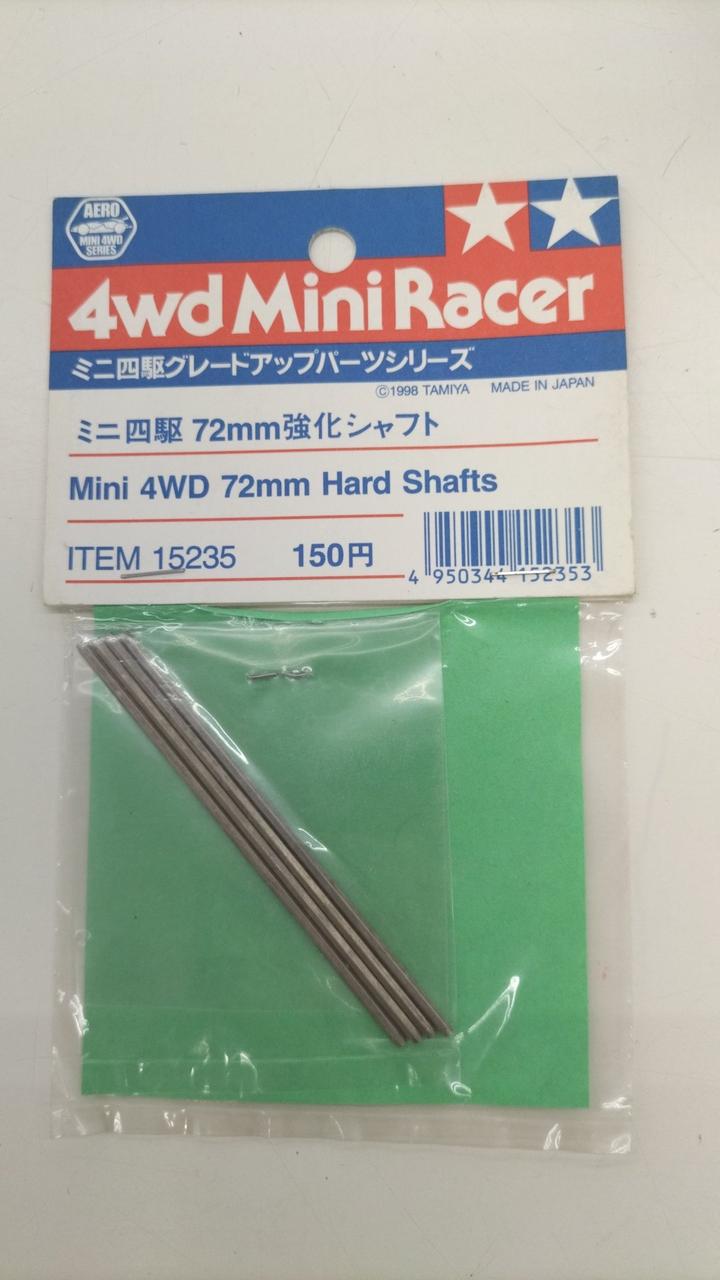 AERO
MINI 4WD
SERIES
4wd Mini Racer
ミニ四駆グレードアップパーツシリーズ
©1998 TAMIYA MADE IN JAPAN
ミニ四駆 72mm強化シャフト
Mini 4WD 72mm Hard Shafts
ITEM 15235 150円
4 950344 152353